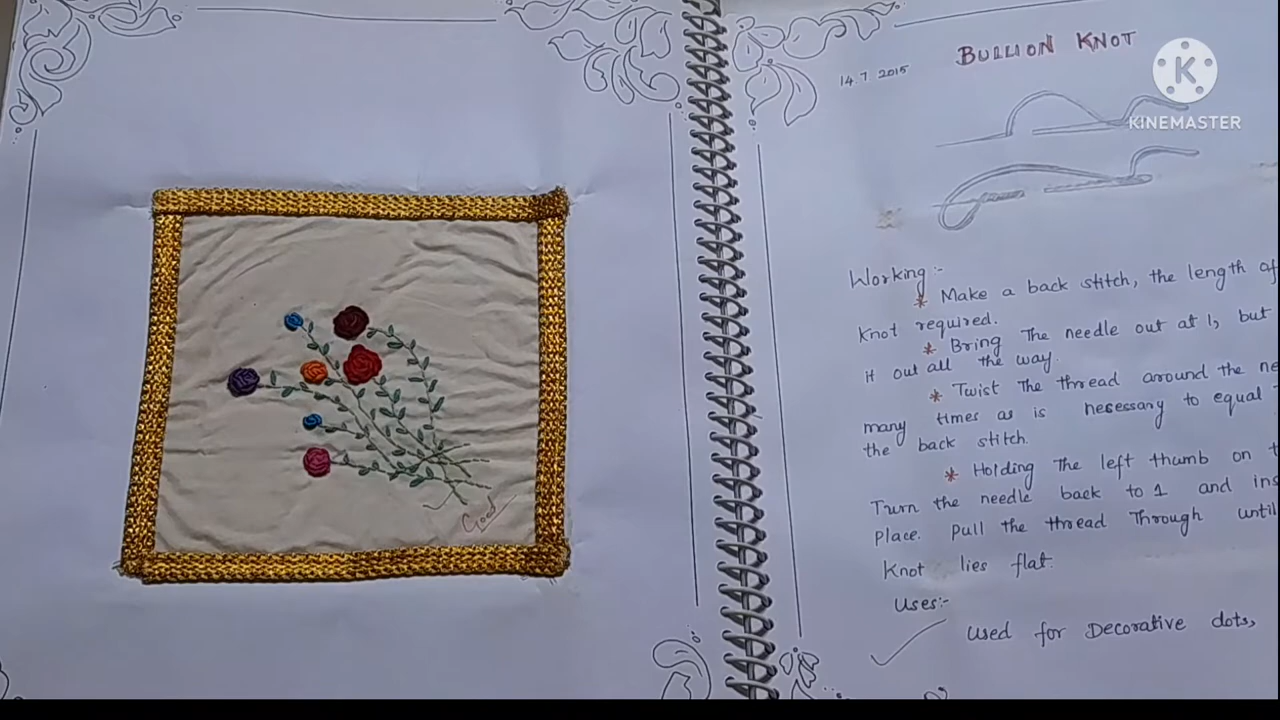 Good
BULLION KNOT
14.7.2015
KINEMASTER
Working :-
* Make a back stitch, the length of
Knot required.
* Bring The needle out at 1, but
it out all the way.
* Twist The thread around the ne
many times as is necessary to equal
the back stitch.
* Holding The left thumb on t
Turn the needle back to 1 and ins
place. Pull the thread Through until
Knot lies flat.
Uses:-
Used for Decorative dots,